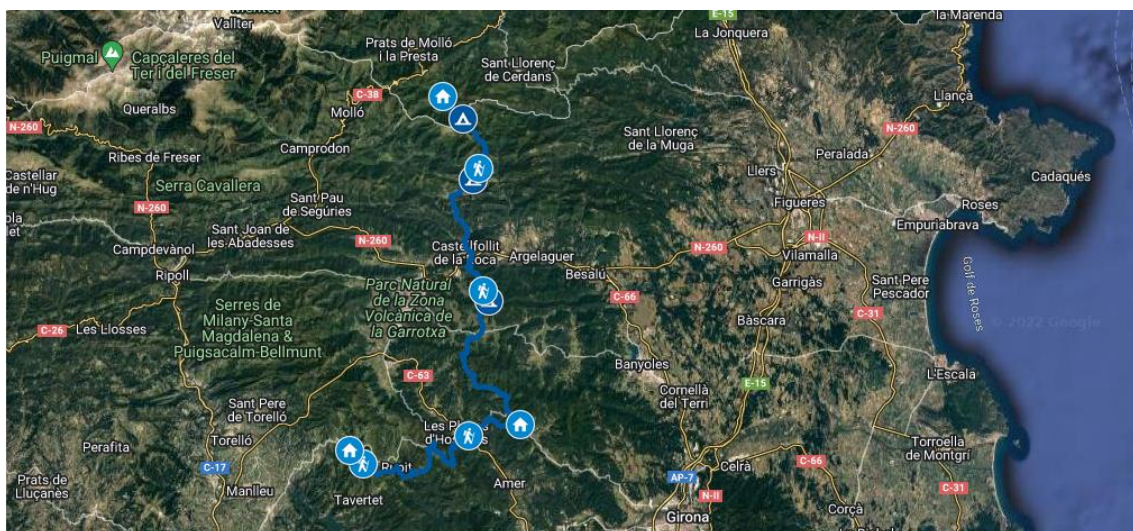 Vallter
la Marenda
E-15
La Jonquera
Puigmal
Capçaleres del
Ter i del Freser
Prats de Molló
i la Presta
Sant Llorenç
de Cerdans
Queralbs
C-38
Molló
Llançà
N-260
N-260
Ribes de Freser
Camprodon
Sant Llorenç
de la Muga
Peralada
Castellar
de n'Hug
Serra Cavallera
Llers
Cadaqués
Sant Pau
de Segúries
Figueres
Roses
N-260
Empuriabrava
Sant Joan de
les Abadesses
N-260
Castellfollit
de la Roca
Argelaguer
N-260
N-II
Vilamalla
Campdevànol
Besalú
Ripoll
Parc Natural
de la Zona
Volcànica de
la Garrotxa
Garrigàs
Sant Pere
Pescador
Golf de Roses
C-66
Serres de
Milany-Santa
Magdalena &
Puigsacalm-Bellmunt
C-31
C-26
Les Llosses
Bàscara
© 2022 Google
Banyoles
C-63
L'Escala
Cornellà
del Terri
E-15
Sant Pere
de Torelló
Torelló
Perafita
C-17
Rupit
Amer
Torroella
de Montgrí
Celrà
C-66
AP-7
Prats de
Lluçanès
Manlleu
Tavertet
N-II
C-31
Girona
Corçà